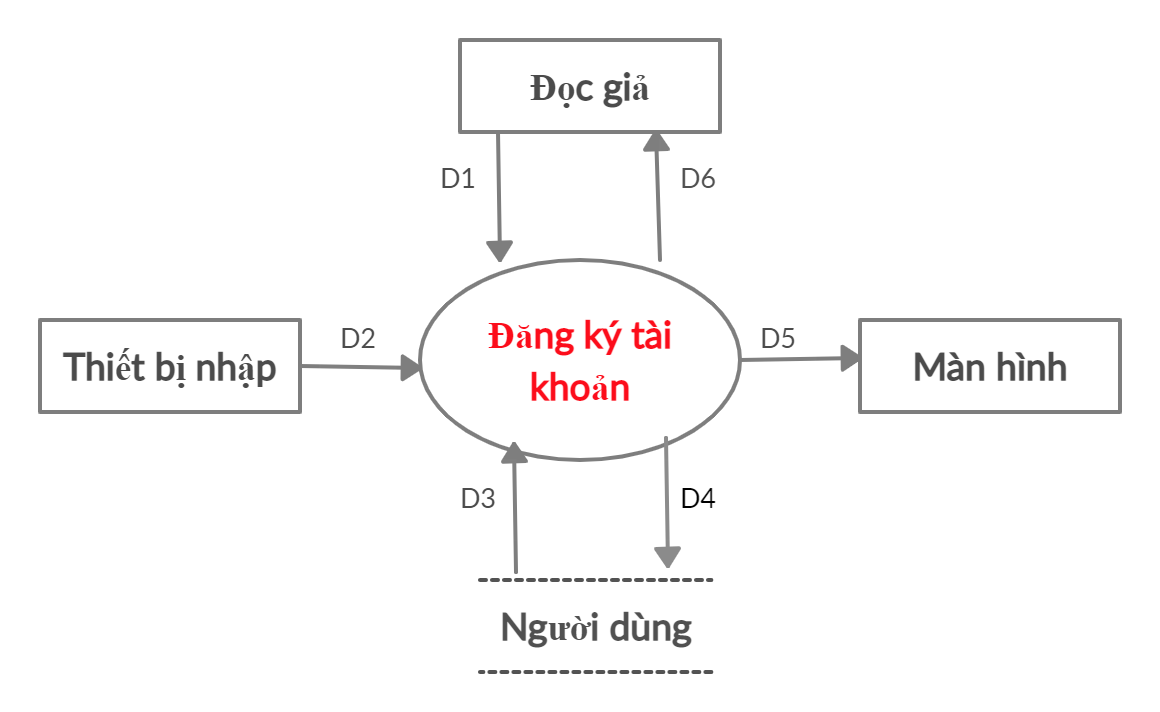 Đọc giả
D1
D6
Đăng ký tài
khoản
Thiết bị nhập
D2
D5
Màn hình
D3
D4
Người dùng